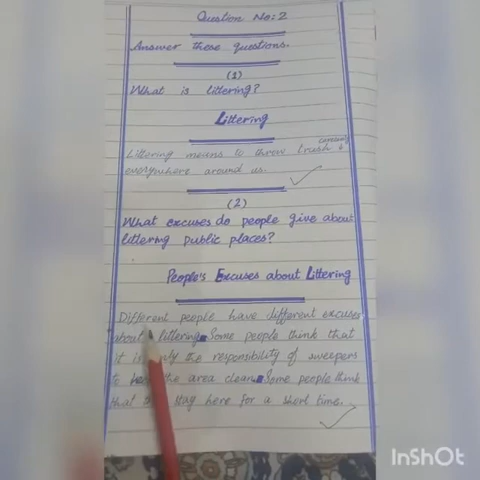 Question No:2
Answer these questions.
(1)
What is littering?
Littering
carelessly
Littering means to throw trash
everywhere around us.
(2)
What excuses do people give about
littering public places?
People's Excuses about Littering
Different people have different excuses
about littering. Some people think that
it is only the responsibility of sweepers
to the area clean. Some people think
that stay here for a short time.
InShOt